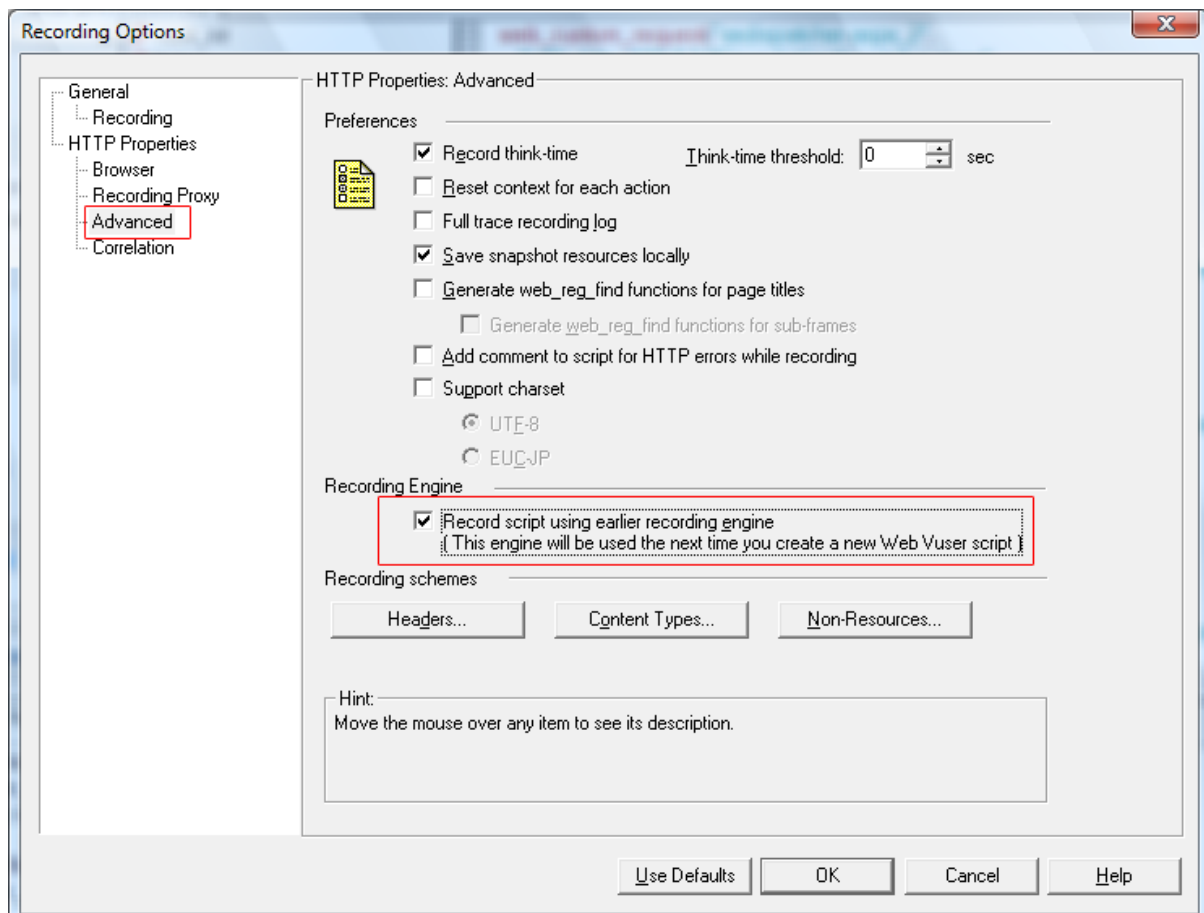 Recording Options
General
Recording
HTTP Properties
Browser
Recording Proxy
Advanced
Correlation
HTTP Properties: Advanced
Preferences
Record think-time Think-time threshold: 0 sec
Reset context for each action
Full trace recording log
Save snapshot resources locally
Generate web_reg_find functions for page titles
Generate web_reg_find functions for sub-frames
Add comment to script for HTTP errors while recording
Support charset
UTF-8
EUC-JP
Recording Engine
Record script using earlier recording engine
( This engine will be used the next time you create a new Web Vuser script )
Recording schemes
Headers... Content Types... Non-Resources...
Hint:
Move the mouse over any item to see its description.
Use Defaults OK Cancel Help